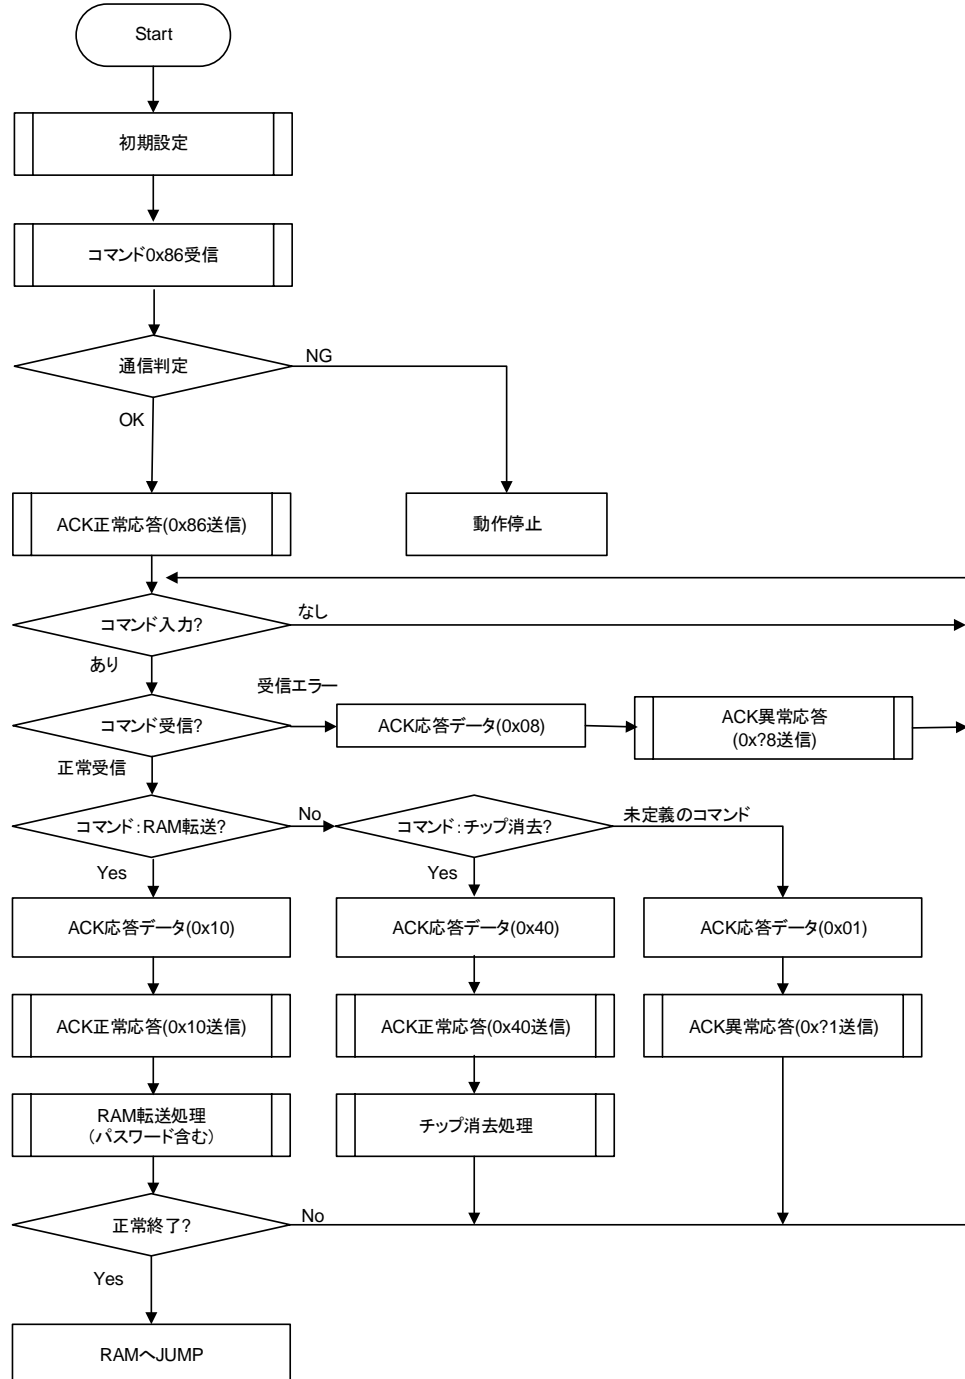 Start
初期設定
コマンド0x86受信
通信判定
NG
OK
ACK正常応答(0x86送信)
動作停止
コマンド入力?
なし
あり
受信エラー
コマンド受信?
ACK応答データ(0x08)
ACK異常応答
(0x?8送信)
正常受信
コマンド:RAM転送?
No
コマンド:チップ消去?
未定義のコマンド
Yes
Yes
ACK応答データ(0x10)
ACK応答データ(0x40)
ACK応答データ(0x01)
ACK正常応答(0x10送信)
ACK正常応答(0x40送信)
ACK異常応答(0x?1送信)
RAM転送処理
(パスワード含む)
チップ消去処理
正常終了?
No
Yes
RAMへJUMP